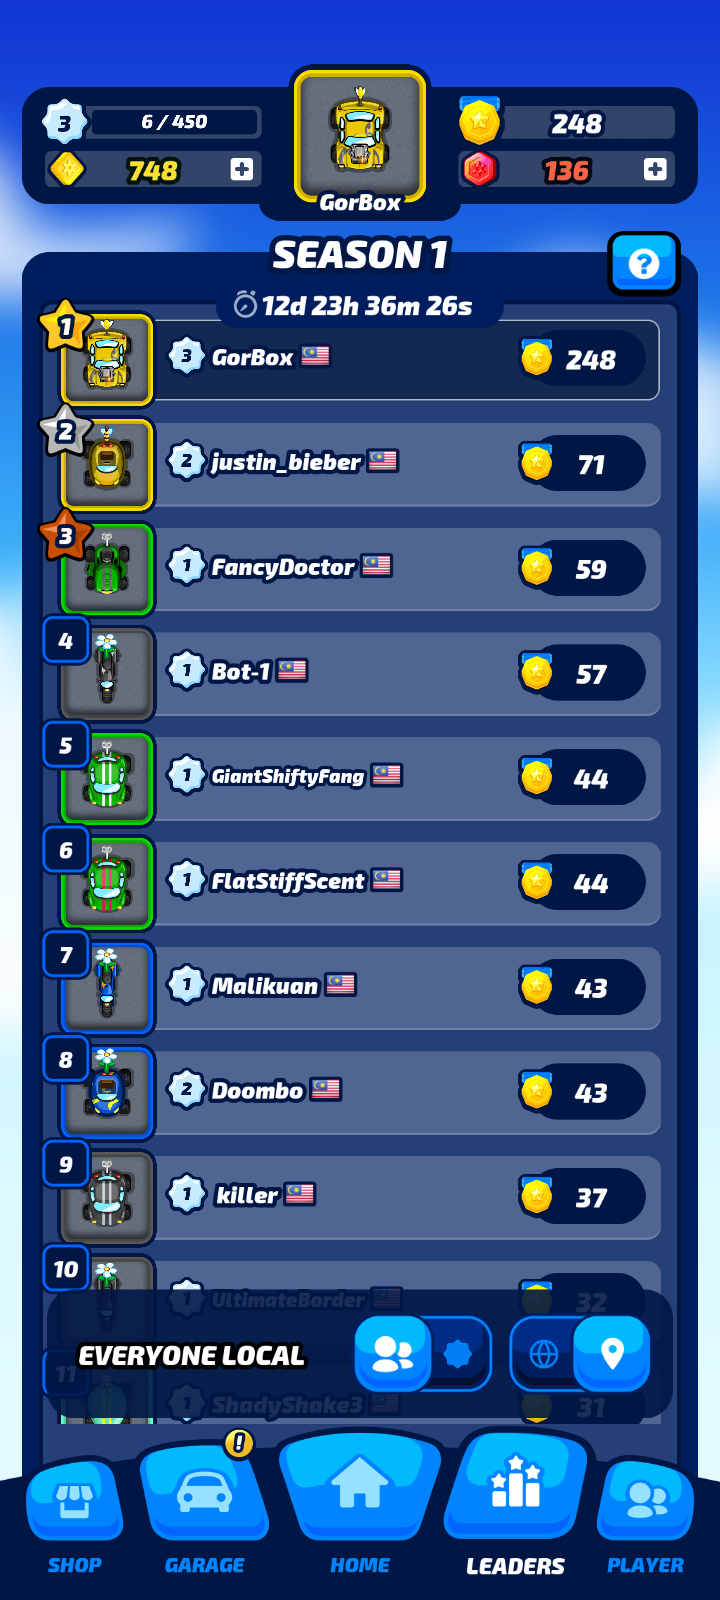 3 6 / 450 248
748 136
GorBox
SEASON 1
?
12d 23h 36m 26s
1 3 GorBox 248
2 2 justin_bieber 71
3 1 FancyDoctor 59
4 1 Bot-1 57
5 1 GiantShiftyFang 44
6 1 FlatStiffScent 44
7 1 Malikuan 43
8 2 Doombo 43
9 1 killer 37
10 1 UltimateBorder 32
EVERYONE LOCAL
11 1 ShadyShake3 31
!
SHOP GARAGE HOME LEADERS PLAYER